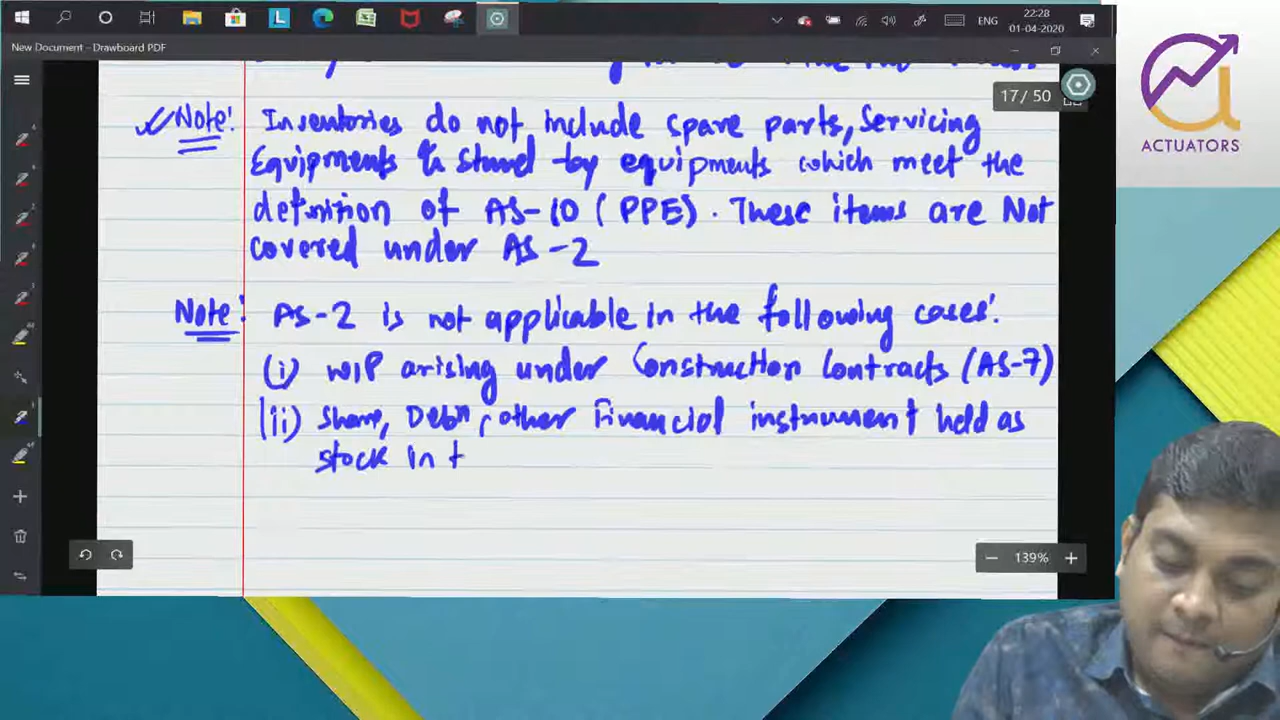 22:28
ENG
01-04-2020
New Document - Drawboard PDF
17 / 50
Note: Inventories do not include spare parts, Servicing
Equipments & Stand by equipments which meet the
definition of AS-10 (PPE). These items are Not
covered under AS-2
Note: AS-2 is not applicable in the following cases:
(i) WIP arising under Construction Contracts (AS-7)
(ii) Share, Debn, other Financial instrument held as
stock in t
139%
ACTUATORS